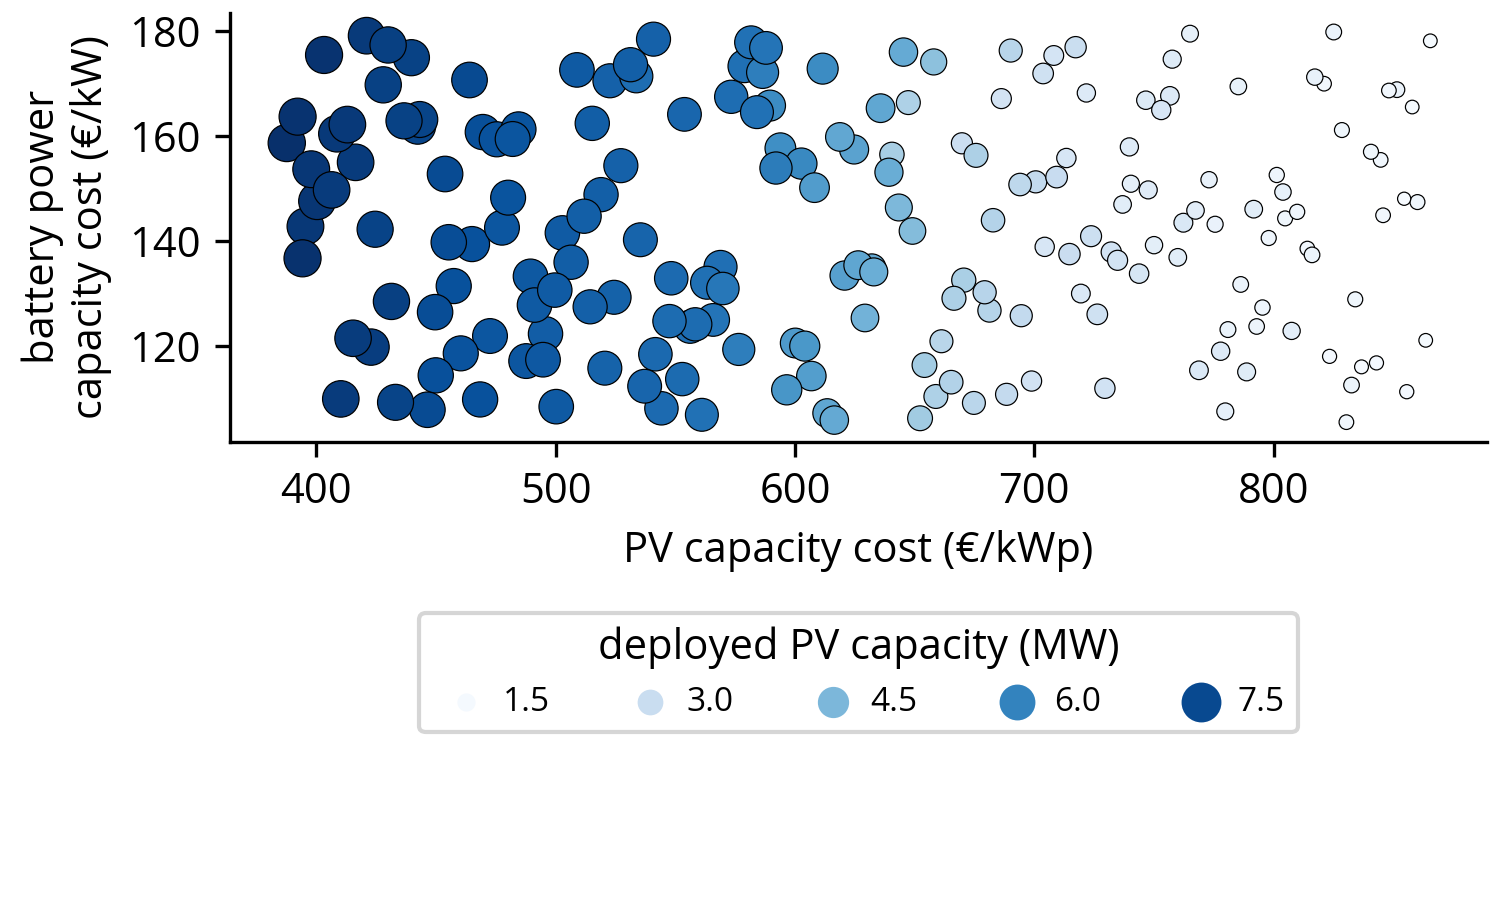 battery power
capacity cost (€/kW)
180
160
140
120
400 500 600 700 800
PV capacity cost (€/kWp)
deployed PV capacity (MW)
1.5 3.0 4.5 6.0 7.5